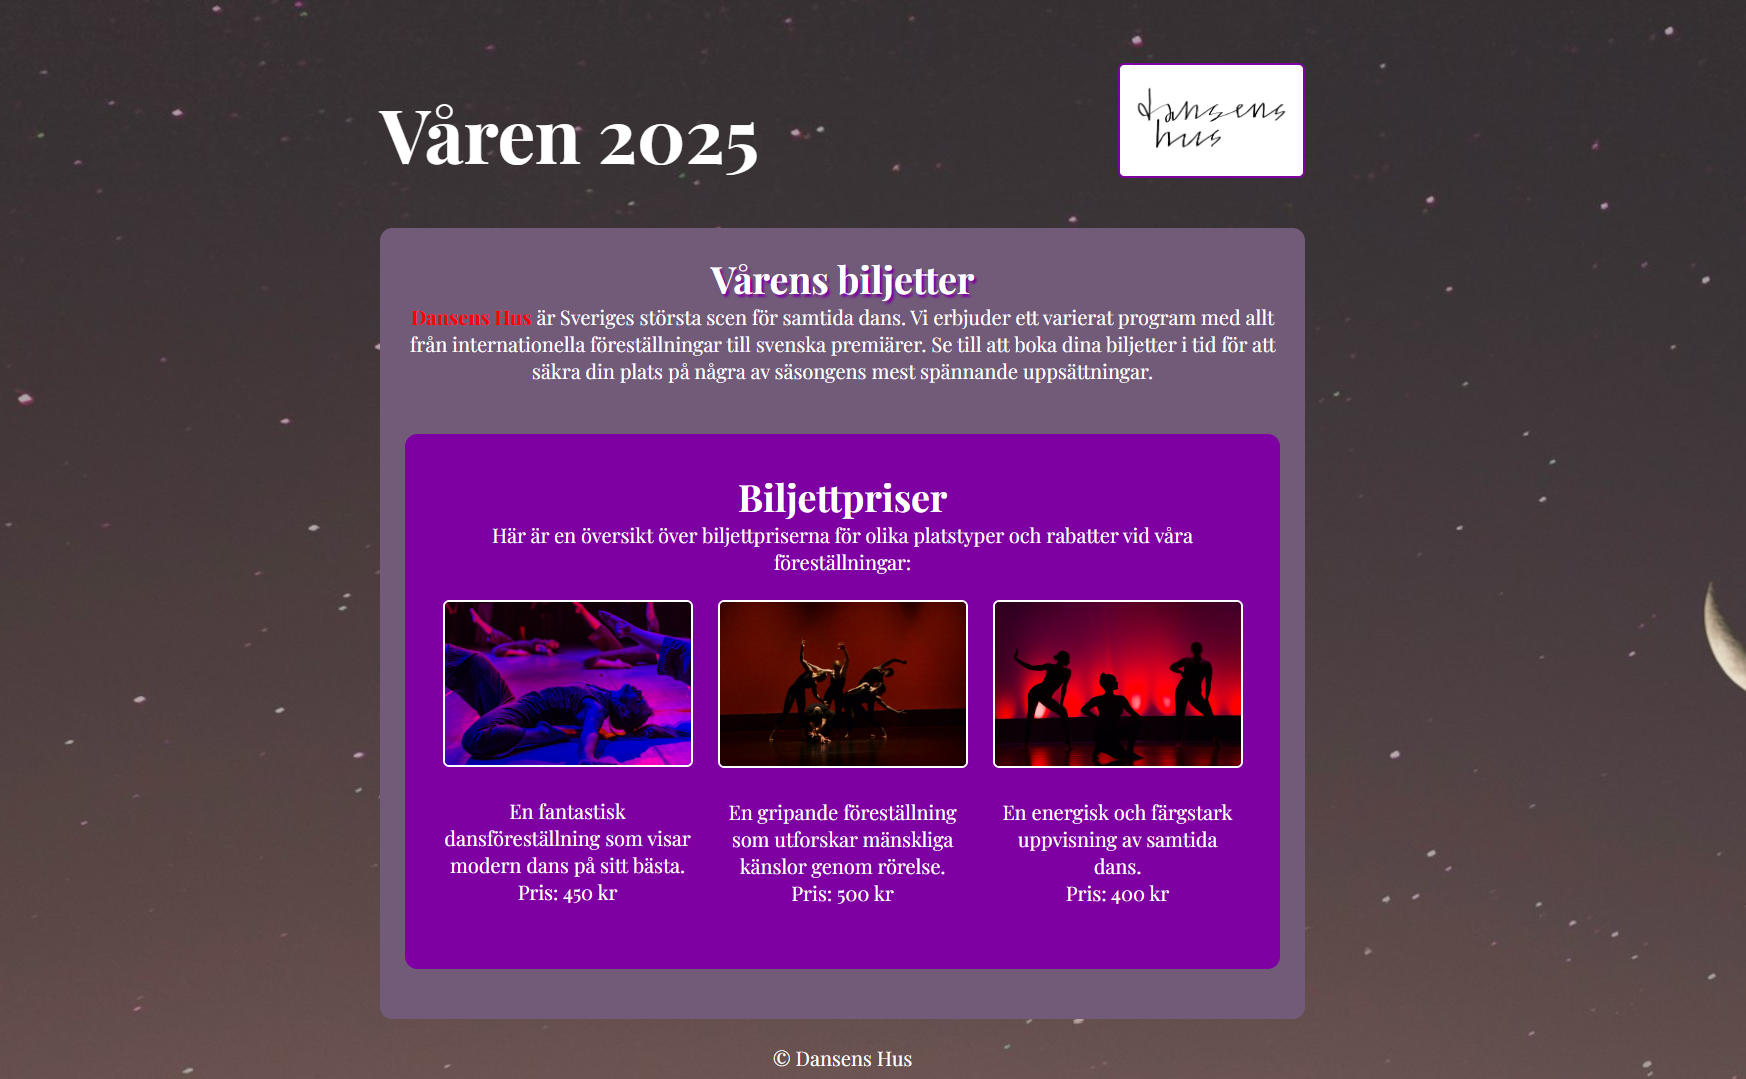 Våren 2025
dansens
hus
Vårens biljetter
Dansens Hus är Sveriges största scen för samtida dans. Vi erbjuder ett varierat program med allt
från internationella föreställningar till svenska premiärer. Se till att boka dina biljetter i tid för att
säkra din plats på några av säsongens mest spännande uppsättningar.
Biljettpriser
Här är en översikt över biljettpriserna för olika platstyper och rabatter vid våra
föreställningar:
En fantastisk
dansföreställning som visar
modern dans på sitt bästa.
Pris: 450 kr
En gripande föreställning
som utforskar mänskliga
känslor genom rörelse.
Pris: 500 kr
En energisk och färgstark
uppvisning av samtida
dans.
Pris: 400 kr
© Dansens Hus